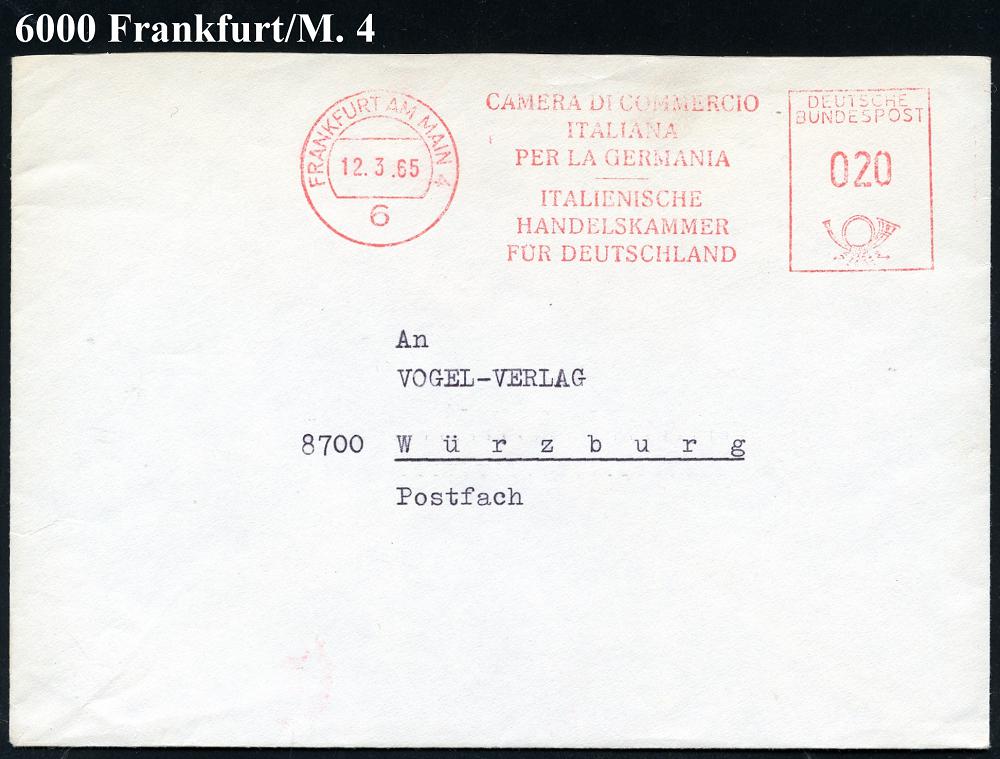 6000 Frankfurt/M. 4
FRANKFURT AM MAIN 4
12.3.65
6
CAMERA DI COMMERCIO
ITALIANA
PER LA GERMANIA
ITALIENISCHE
HANDELSKAMMER
FÜR DEUTSCHLAND
DEUTSCHE
BUNDESPOST
020
An
VOGEL-VERLAG
8700 W ü r z b u r g
Postfach